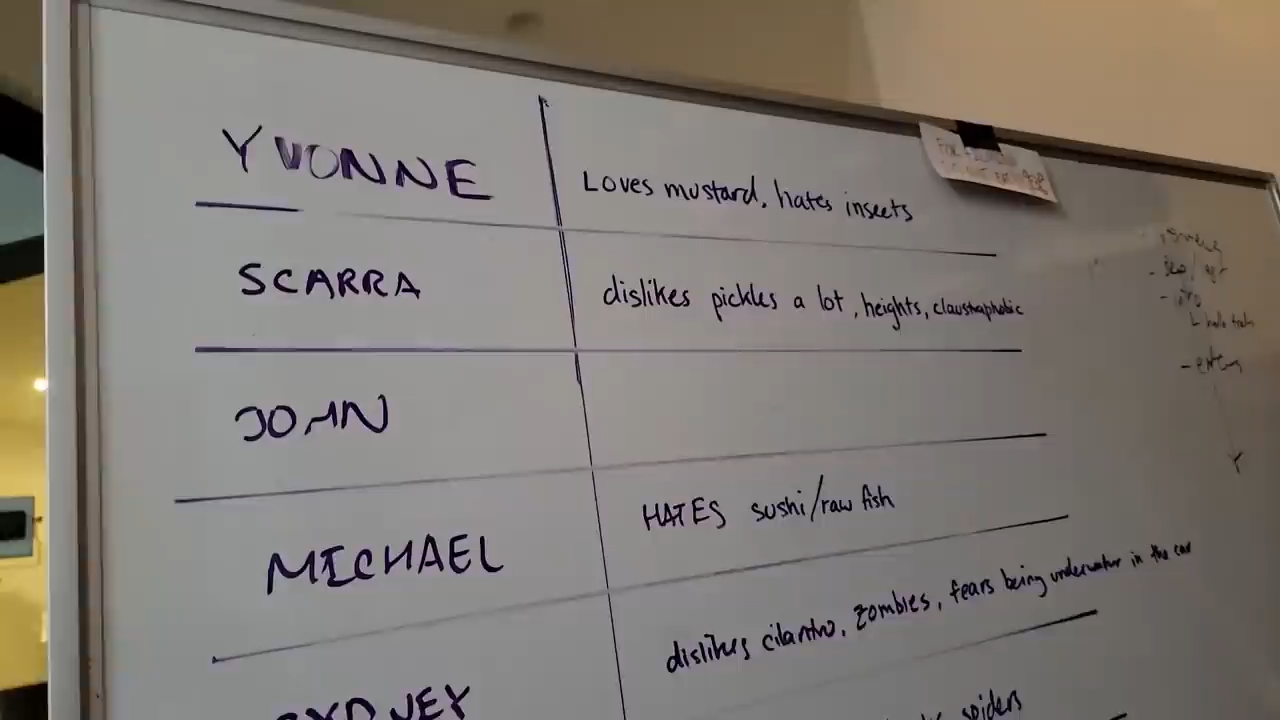 YVONNE
Loves mustard, hates insects
SCARRA
dislikes pickles a lot, heights, claustraphobic
JOHN
MICHAEL
HATES sushi/raw fish
SYDNEY
dislikes cilantro, zombies, fears being underwater in the car
spiders